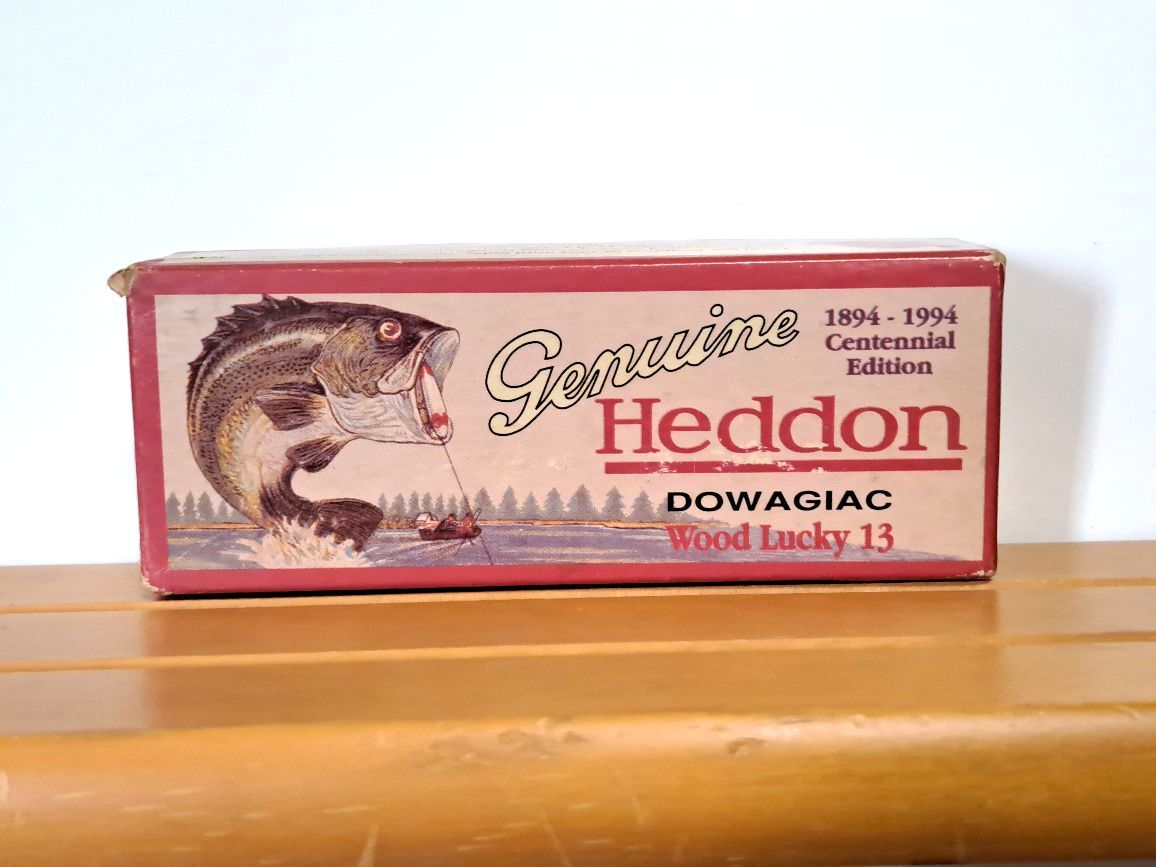 Genuine
1894 - 1994
Centennial
Edition
Heddon
DOWAGIAC
Wood Lucky 13